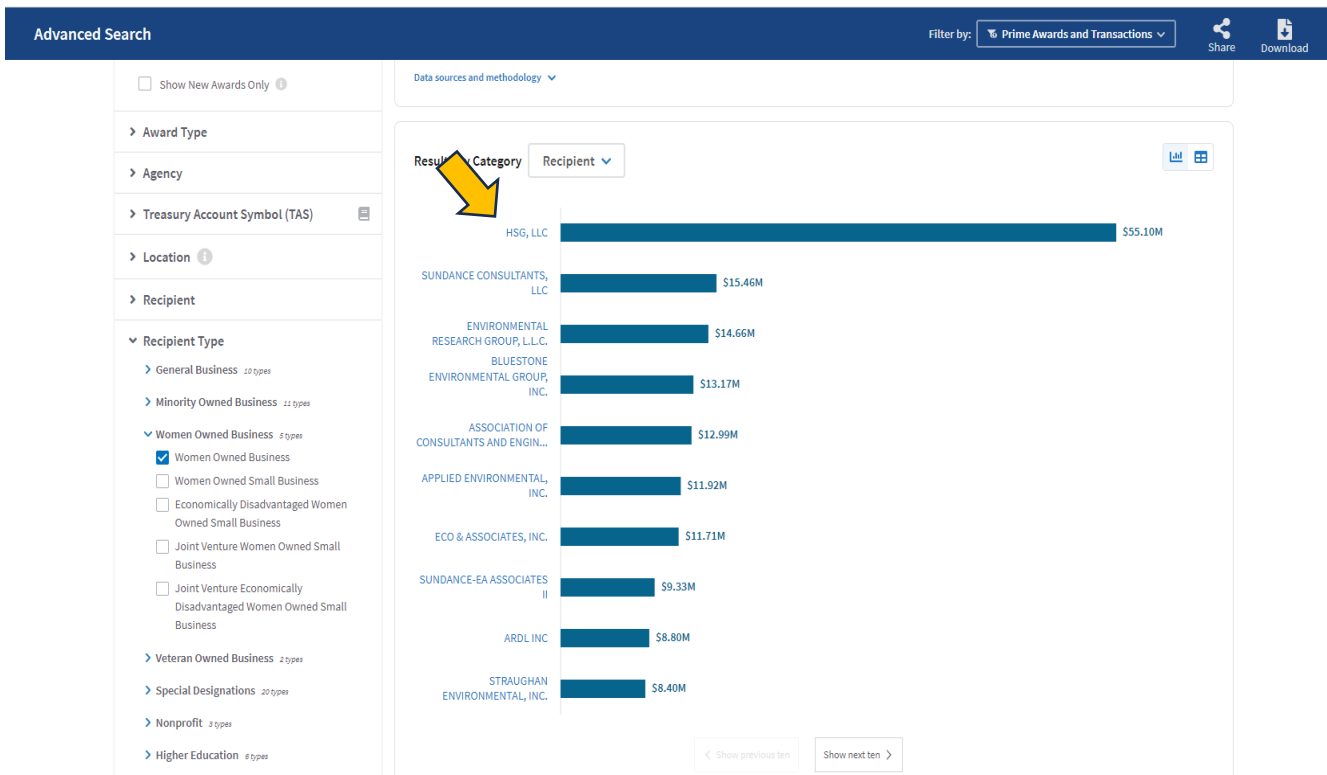 Advanced Search
Filter by:
Prime Awards and Transactions
Share
Download
Show New Awards Only
Award Type
Agency
Treasury Account Symbol (TAS)
Location
Recipient
Recipient Type
General Business 10 types
Minority Owned Business 11 types
Women Owned Business 5 types
Women Owned Business
Women Owned Small Business
Economically Disadvantaged Women
Owned Small Business
Joint Venture Women Owned Small
Business
Joint Venture Economically
Disadvantaged Women Owned Small
Business
Veteran Owned Business 2 types
Special Designations 20 types
Nonprofit 3 types
Higher Education 6 types
Data sources and methodology
Category
Recipient
HSG, LLC
$55.10M
SUNDANCE CONSULTANTS,
LLC
$15.46M
ENVIRONMENTAL
RESEARCH GROUP, L.L.C.
$14.66M
BLUESTONE
ENVIRONMENTAL GROUP,
INC.
$13.17M
ASSOCIATION OF
CONSULTANTS AND ENGIN...
$12.99M
APPLIED ENVIRONMENTAL,
INC.
$11.92M
ECO & ASSOCIATES, INC.
$11.71M
SUNDANCE-EA ASSOCIATES
II
$9.33M
ARDL INC
$8.80M
STRAUGHAN
ENVIRONMENTAL, INC.
$8.40M
Show previous ten
Show next ten